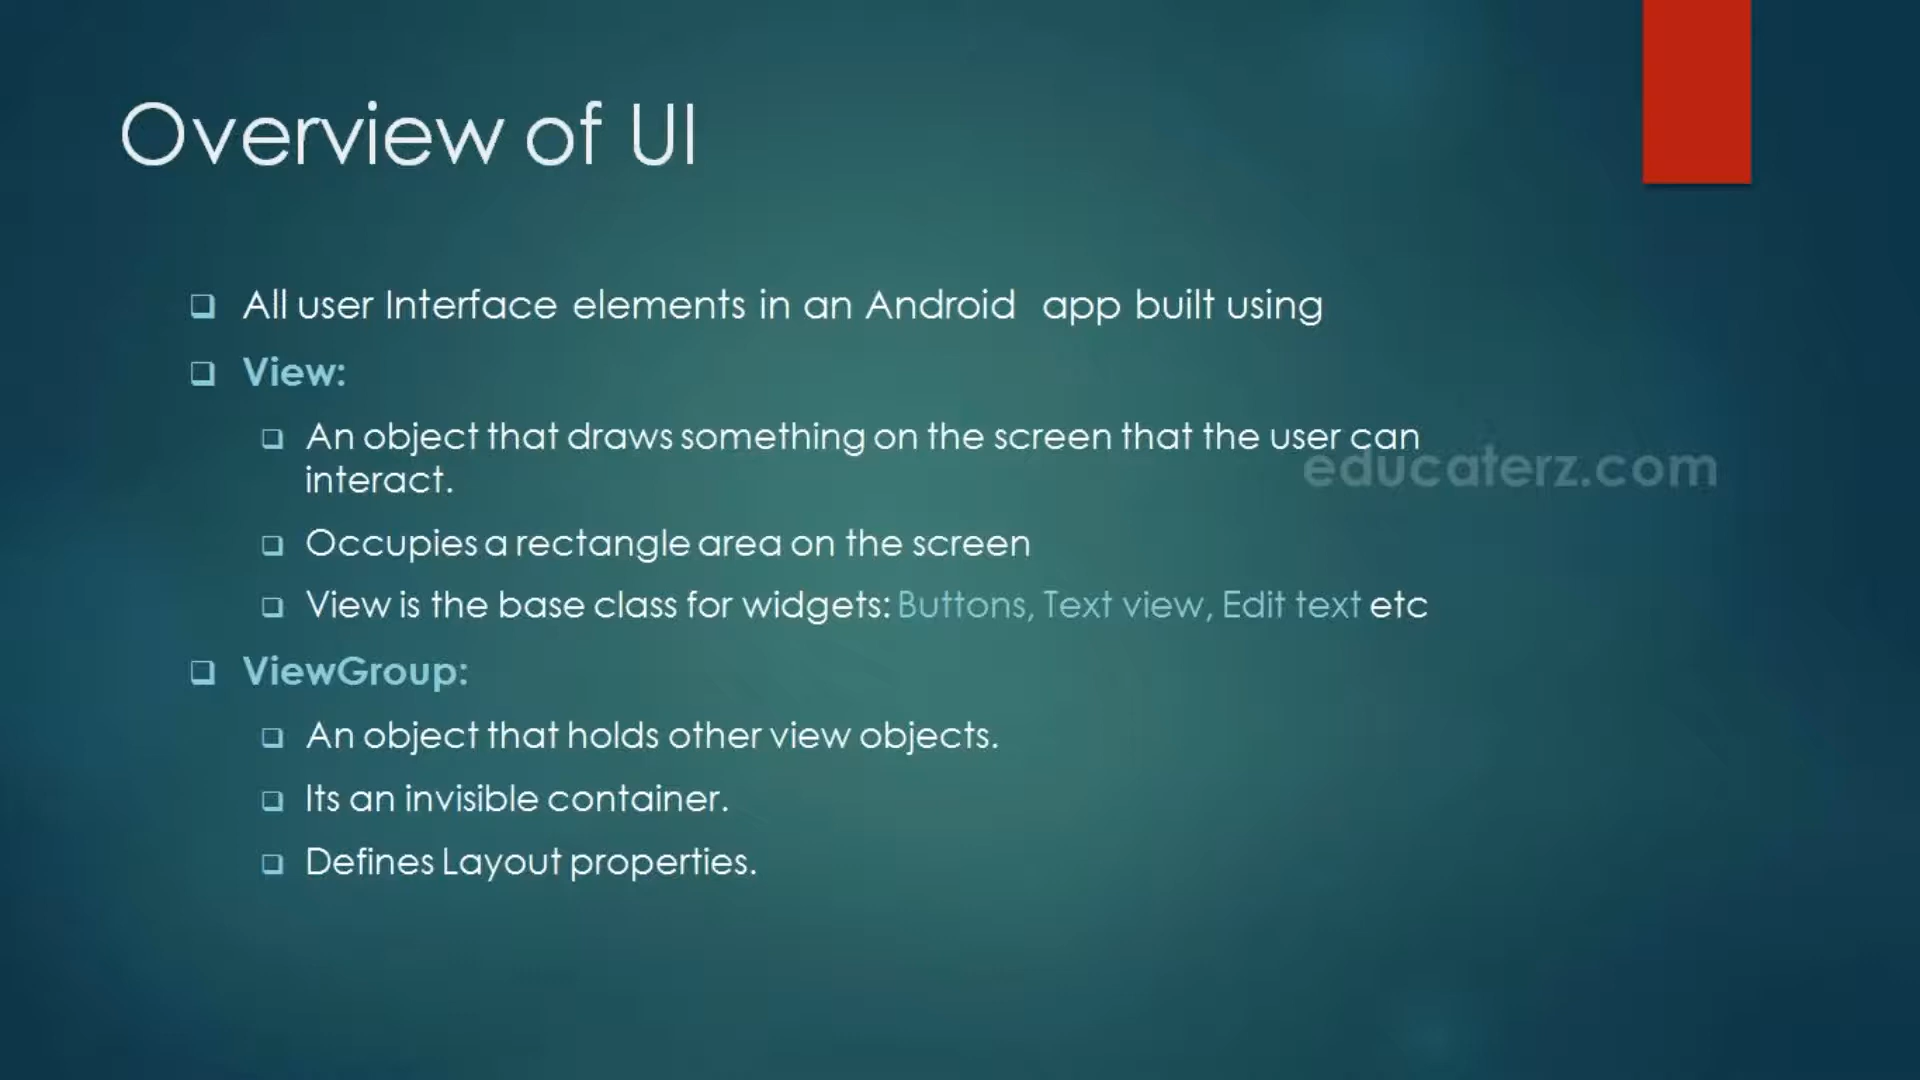 Overview of UI
All user Interface elements in an Android app built using
View:
An object that draws something on the screen that the user can
interact.
educaterz.com
Occupies a rectangle area on the screen
View is the base class for widgets: Buttons, Text view, Edit text etc
ViewGroup:
An object that holds other view objects.
Its an invisible container.
Defines Layout properties.